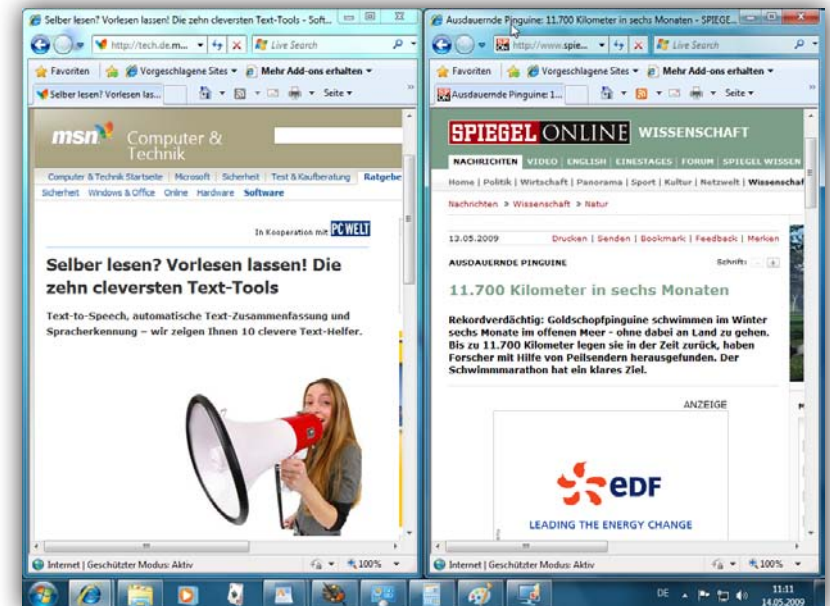 Selber lesen? Vorlesen lassen! Die zehn cleversten Text-Tools - Soft...
http://tech.de.m...
Live Search
Favoriten Vorgeschlagene Sites Mehr Add-ons erhalten
Selber lesen? Vorlesen las...
Seite
msn Computer &
Technik
Computer & Technik Startseite | Microsoft | Sicherheit | Test & Kaufberatung | Ratgebe
Sicherheit Windows & Office Online Hardware Software
In Kooperation mit PC WELT
Selber lesen? Vorlesen lassen! Die
zehn cleversten Text-Tools
Text-to-Speech, automatische Text-Zusammenfassung und
Spracherkennung – wir zeigen Ihnen 10 clevere Text-Helfer.
Internet | Geschützter Modus: Aktiv
100%
Ausdauernde Pinguine: 11.700 Kilometer in sechs Monaten - SPIEGE...
http://www.spie...
Live Search
Favoriten Vorgeschlagene Sites Mehr Add-ons erhalten
Ausdauernde Pinguine: 1...
Seite
SPIEGEL ONLINE WISSENSCHAFT
NACHRICHTEN VIDEO | ENGLISH | EINESTAGES | FORUM | SPIEGEL WISSEN
Home | Politik | Wirtschaft | Panorama | Sport | Kultur | Netzwelt | Wissenschaf
Nachrichten > Wissenschaft > Natur
13.05.2009 Drucken | Senden | Bookmark | Feedback | Merken
AUSDAUERNDE PINGUINE Schrift: - +
11.700 Kilometer in sechs Monaten
Rekordverdächtig: Goldschopfpinguine schwimmen im Winter
sechs Monate im offenen Meer - ohne dabei an Land zu gehen.
Bis zu 11.700 Kilometer legen sie in der Zeit zurück, haben
Forscher mit Hilfe von Peilsendern herausgefunden. Der
Schwimmmarathon hat ein klares Ziel.
ANZEIGE
edF
LEADING THE ENERGY CHANGE
Internet | Geschützter Modus: Aktiv
100%
DE
11:11
14.05.2009